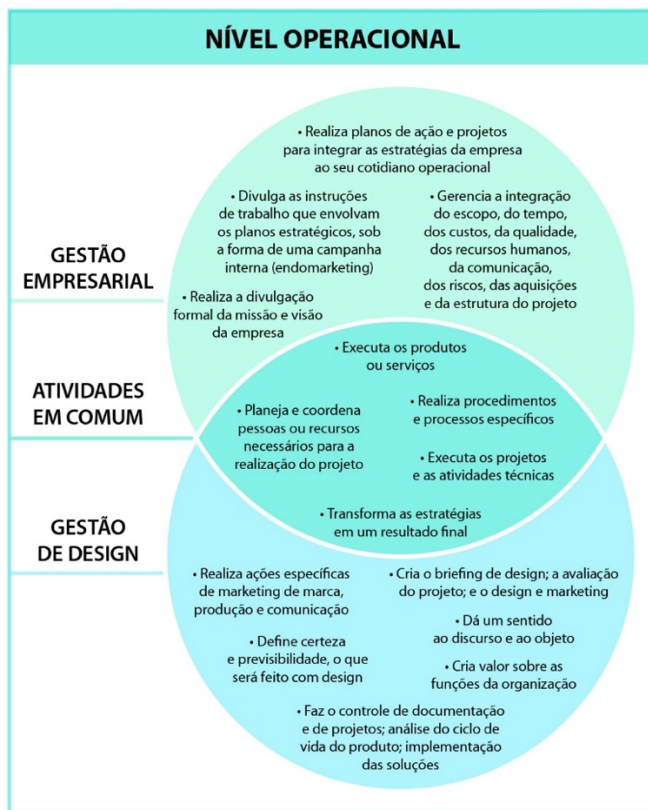 NÍVEL OPERACIONAL
• Realiza planos de ação e projetos
para integrar as estratégias da empresa
ao seu cotidiano operacional
• Divulga as instruções
de trabalho que envolvam
os planos estratégicos, sob
a forma de uma campanha
interna (endomarketing)
• Gerencia a integração
do escopo, do tempo,
dos custos, da qualidade,
dos recursos humanos,
da comunicação,
dos riscos, das aquisições
e da estrutura do projeto
GESTÃO
EMPRESARIAL
• Realiza a divulgação
formal da missão e visão
da empresa
• Executa os produtos
ou serviços
ATIVIDADES
EM COMUM
• Planeja e coordena
pessoas ou recursos
necessários para a
realização do projeto
• Realiza procedimentos
e processos específicos
• Executa os projetos
e as atividades técnicas
• Transforma as estratégias
em um resultado final
GESTÃO
DE DESIGN
• Realiza ações específicas
de marketing de marca,
produção e comunicação
• Cria o briefing de design; a avaliação
do projeto; e o design e marketing
• Define certeza
e previsibilidade, o que
será feito com design
• Dá um sentido
ao discurso e ao objeto
• Cria valor sobre as
funções da organização
• Faz o controle de documentação
e de projetos; análise do ciclo de
vida do produto; implementação
das soluções